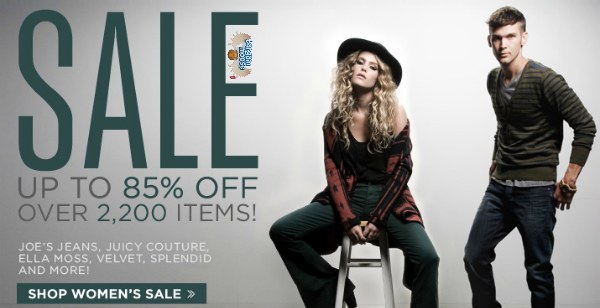 SALE
UP TO 85% OFF
OVER 2,200 ITEMS!
JOE'S JEANS, JUICY COUTURE,
ELLA MOSS, VELVET, SPLENDID
AND MORE!
SHOP WOMEN'S SALE »